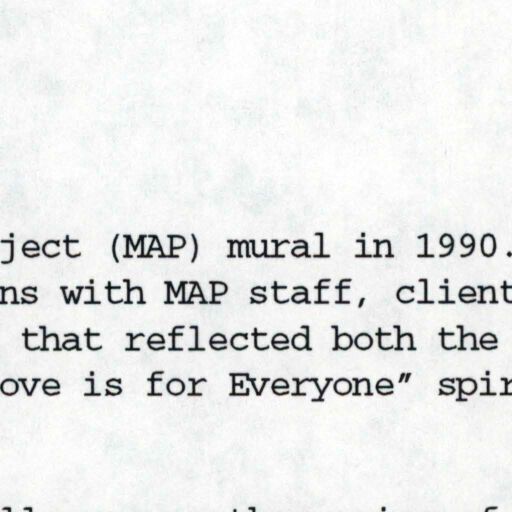 ject (MAP) mural in 1990.
ns with MAP staff, client
that reflected both the
ove is for Everyone” spir